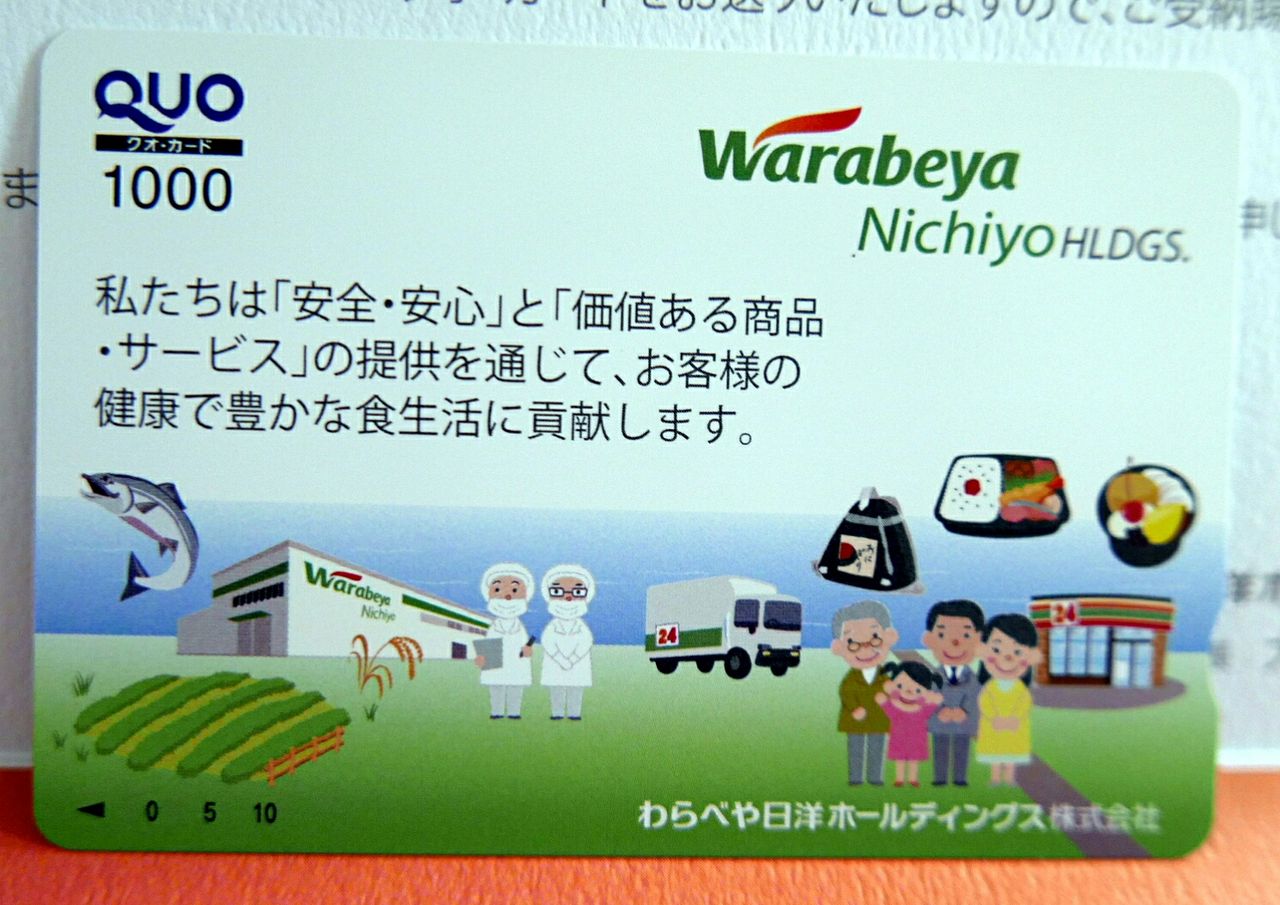 QUO
クオ・カード
1000
Warabeya
Nichiyo HLDGS.
私たちは「安全・安心」と「価値ある商品
・サービス」の提供を通じて、お客様の
健康で豊かな食生活に貢献します。
Warabeya
Nichiyo
24
24
0 5 10
わらべや日洋ホールディングス株式会社